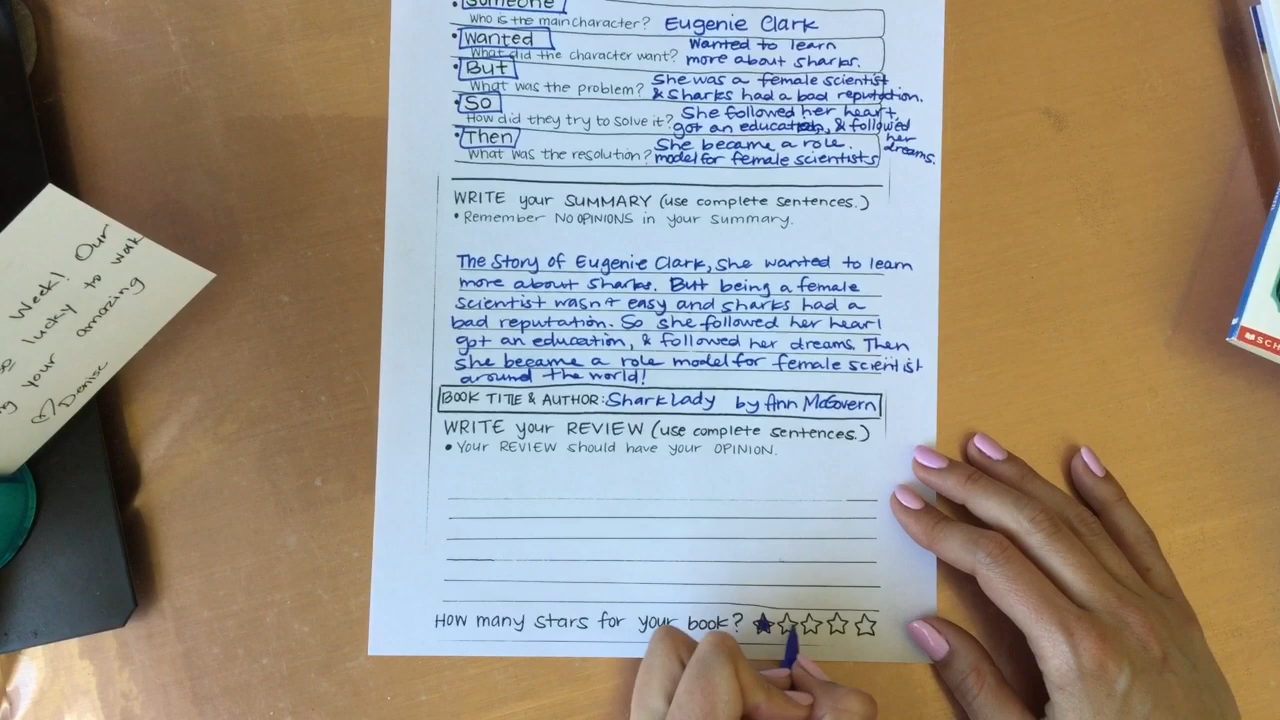 Someone
Who is the main character? Eugenie Clark
Wanted
What did the character want? Wanted to learn
more about sharks.
But
What was the problem? She was a female scientist
& Sharks had a bad reputation.
So
How did they try to solve it? She followed her heart,
got an education, & followed
her
dreams.
Then
What was the resolution? She became a role.
model for female scientists
WRITE your SUMMARY (use complete sentences.)
• Remember NO OPINIONS in your summary.
The Story of Eugenie Clark, She wanted to learn
more about Sharks. But being a female
scientist wasn't easy and sharks had a
bad reputation. So she followed her heart
got an education, & followed her dreams. Then
she became a role model for female scientist
around the world!
BOOK TITLE & AUTHOR: Shark Lady by Ann McGovern
WRITE your REVIEW (use complete sentences.)
• Your REVIEW should have your OPINION.
How many stars for your book?
Week! Our
so lucky to walk
your amazing
Denise
SCH